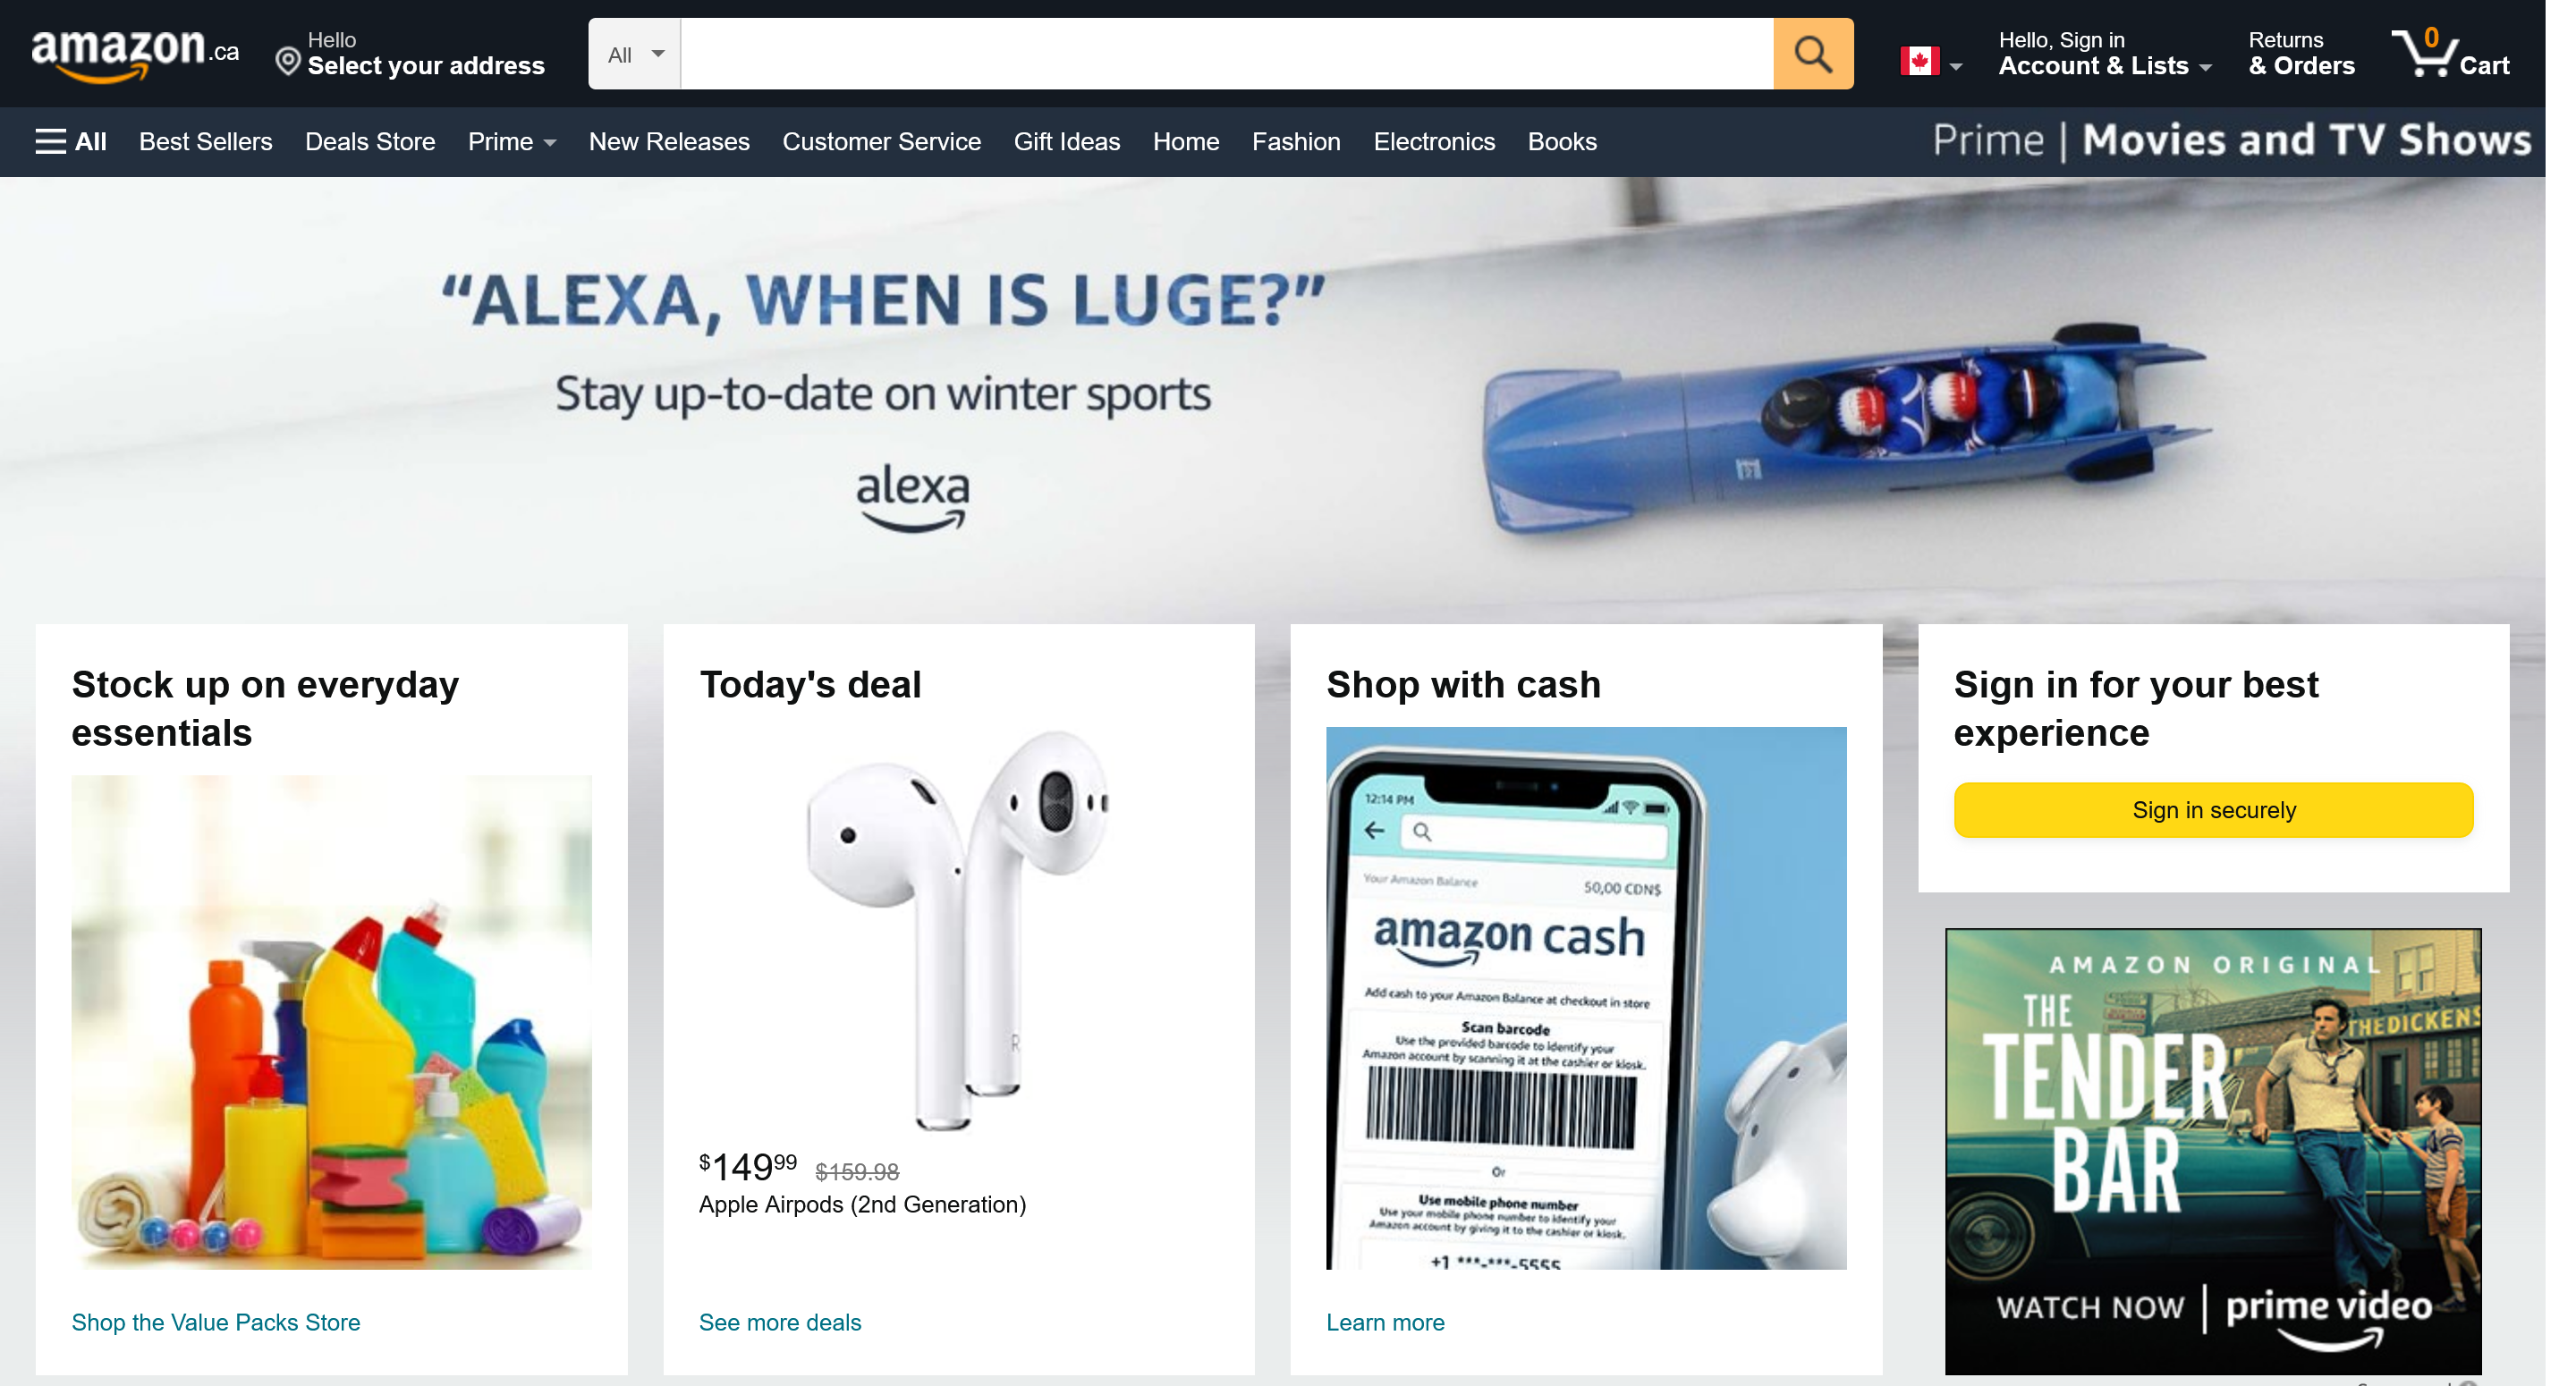 amazon.ca
Hello
Select your address
All
Hello, Sign in
Account & Lists
Returns
& Orders
0
Cart
All
Best Sellers
Deals Store
Prime
New Releases
Customer Service
Gift Ideas
Home
Fashion
Electronics
Books
Prime | Movies and TV Shows
“ALEXA, WHEN IS LUGE?”
Stay up-to-date on winter sports
alexa
Stock up on everyday
essentials
Shop the Value Packs Store
Today's deal
$149.99 $159.98
Apple Airpods (2nd Generation)
See more deals
Shop with cash
12:14 PM
Your Amazon Balance
50,00 CDN$
amazon cash
Add cash to your Amazon Balance at checkout in store
Scan barcode
Use the provided barcode to identify your
Amazon account by scanning it at the cashier or kiosk.
Or
Use mobile phone number
Use your mobile phone number to identify your
Amazon account by giving it to the cashier or kiosk.
+1 ***-***-5555
Learn more
Sign in for your best
experience
Sign in securely
AMAZON ORIGINAL
THE
TENDER
BAR
THE DICKENS
WATCH NOW | prime video